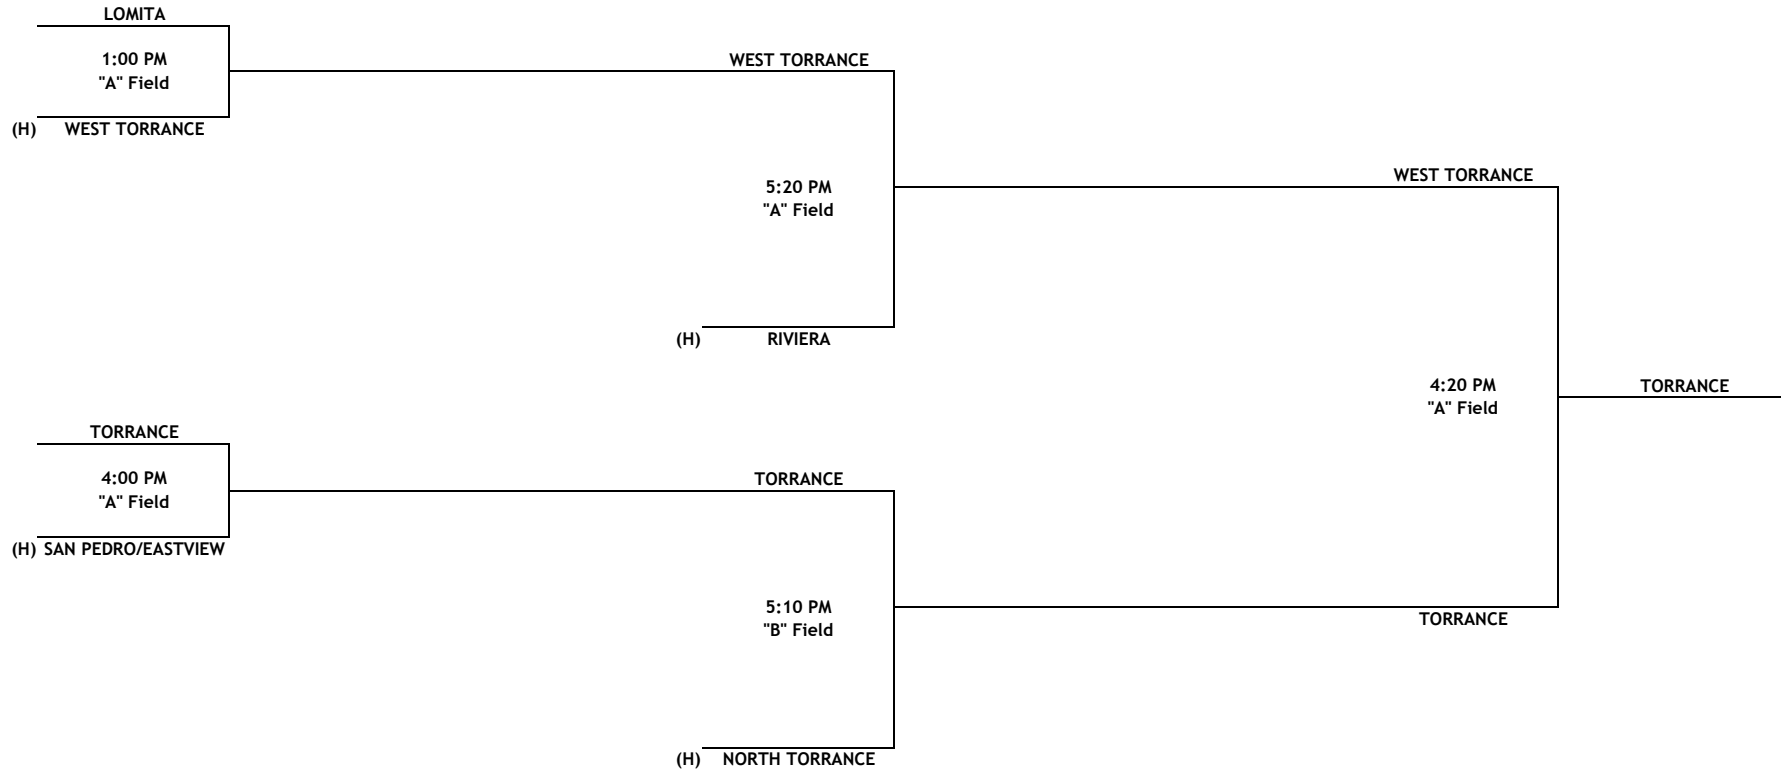 LOMITA
1:00 PM
"A" Field
(H) WEST TORRANCE
WEST TORRANCE
5:20 PM
"A" Field
(H) RIVIERA
WEST TORRANCE
4:20 PM
"A" Field
TORRANCE
TORRANCE
4:00 PM
"A" Field
(H) SAN PEDRO/EASTVIEW
TORRANCE
5:10 PM
"B" Field
(H) NORTH TORRANCE
TORRANCE